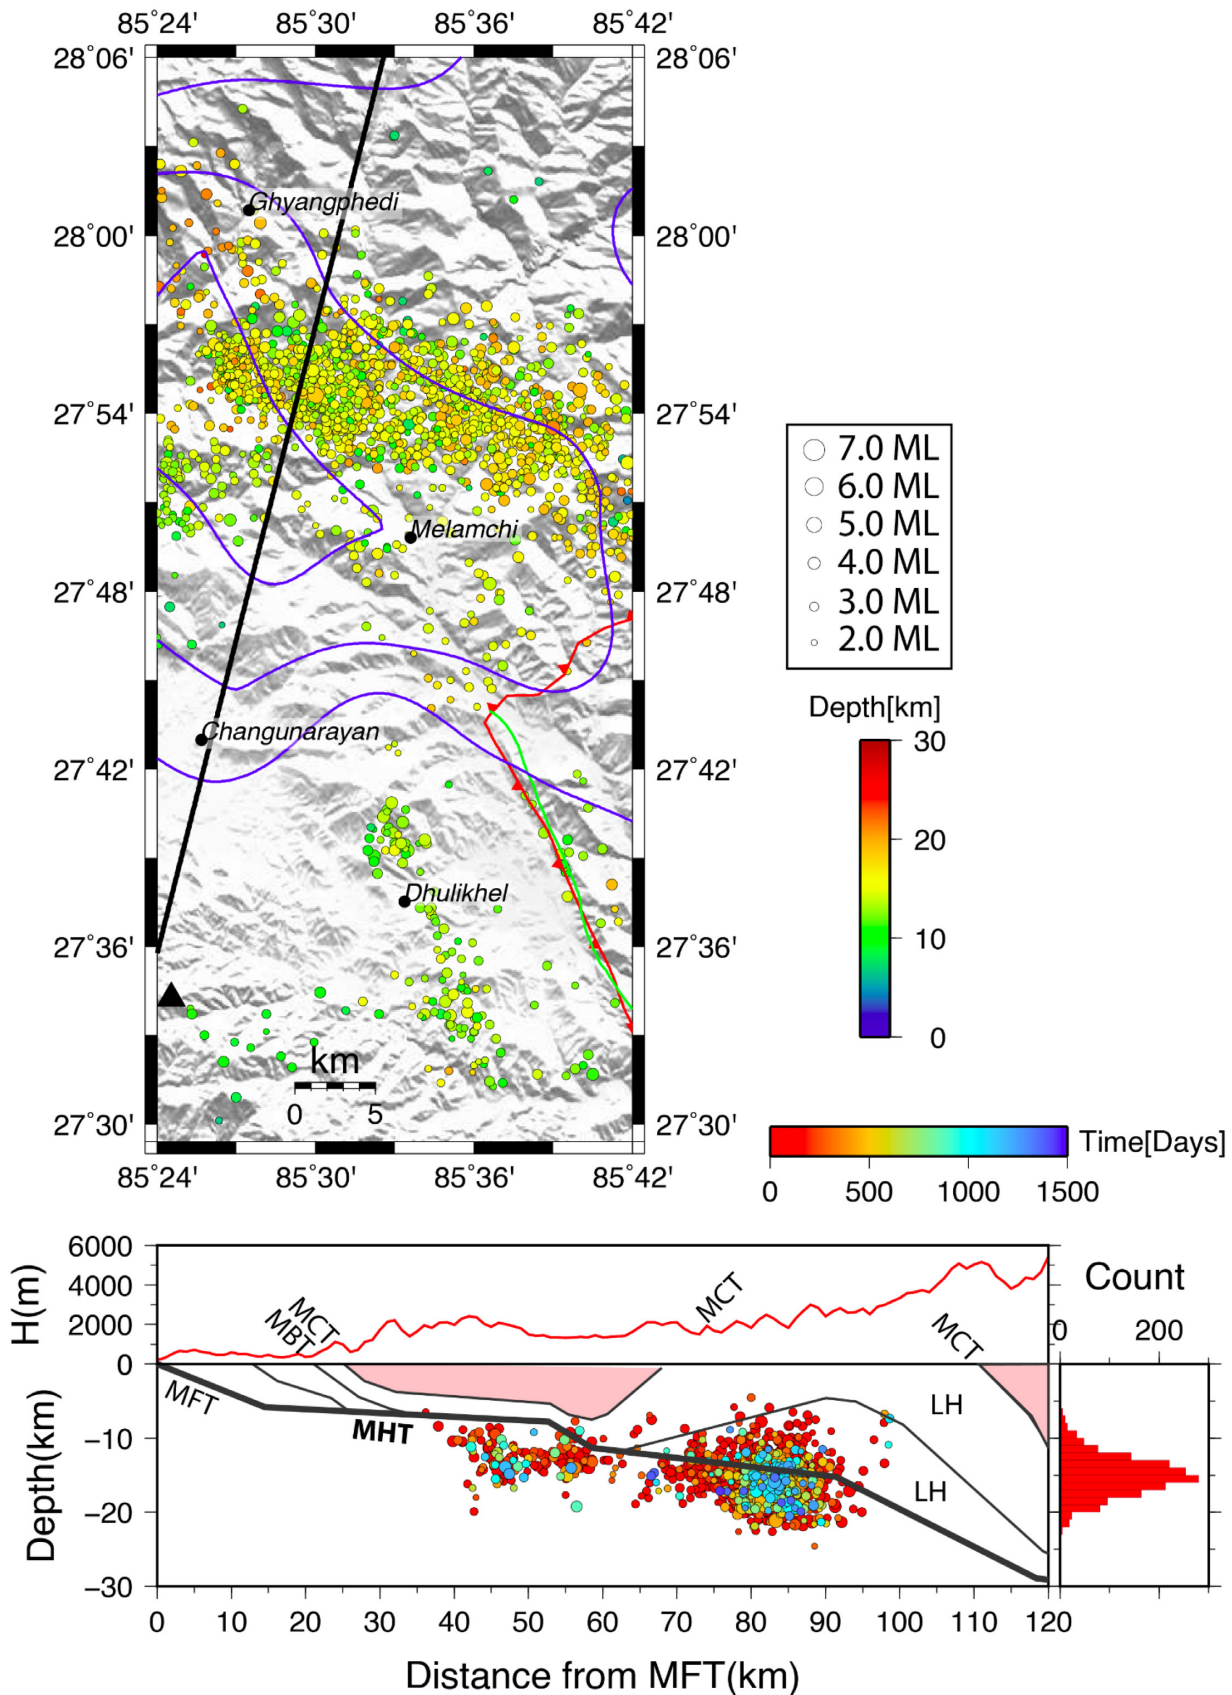 85°24' 85°30' 85°36' 85°42'
28°06' 28°06'
Ghyangphedi
28°00' 28°00'
27°54' 27°54'
7.0 ML
6.0 ML
5.0 ML
4.0 ML
3.0 ML
2.0 ML
Melamchi
27°48' 27°48'
Depth[km]
Changunarayan
30
27°42' 27°42'
20
Dhulikhel
10
27°36' 27°36'
0
km
0 5
27°30' 27°30'
Time[Days]
85°24' 85°30' 85°36' 85°42'
0 500 1000 1500
H(m)
6000
4000
2000
0
MCT
MBT
MCT
MCT
Count
0 200
Depth(km)
MFT
MHT
LH
LH
−10
−20
−30
0 10 20 30 40 50 60 70 80 90 100 110 120
Distance from MFT(km)